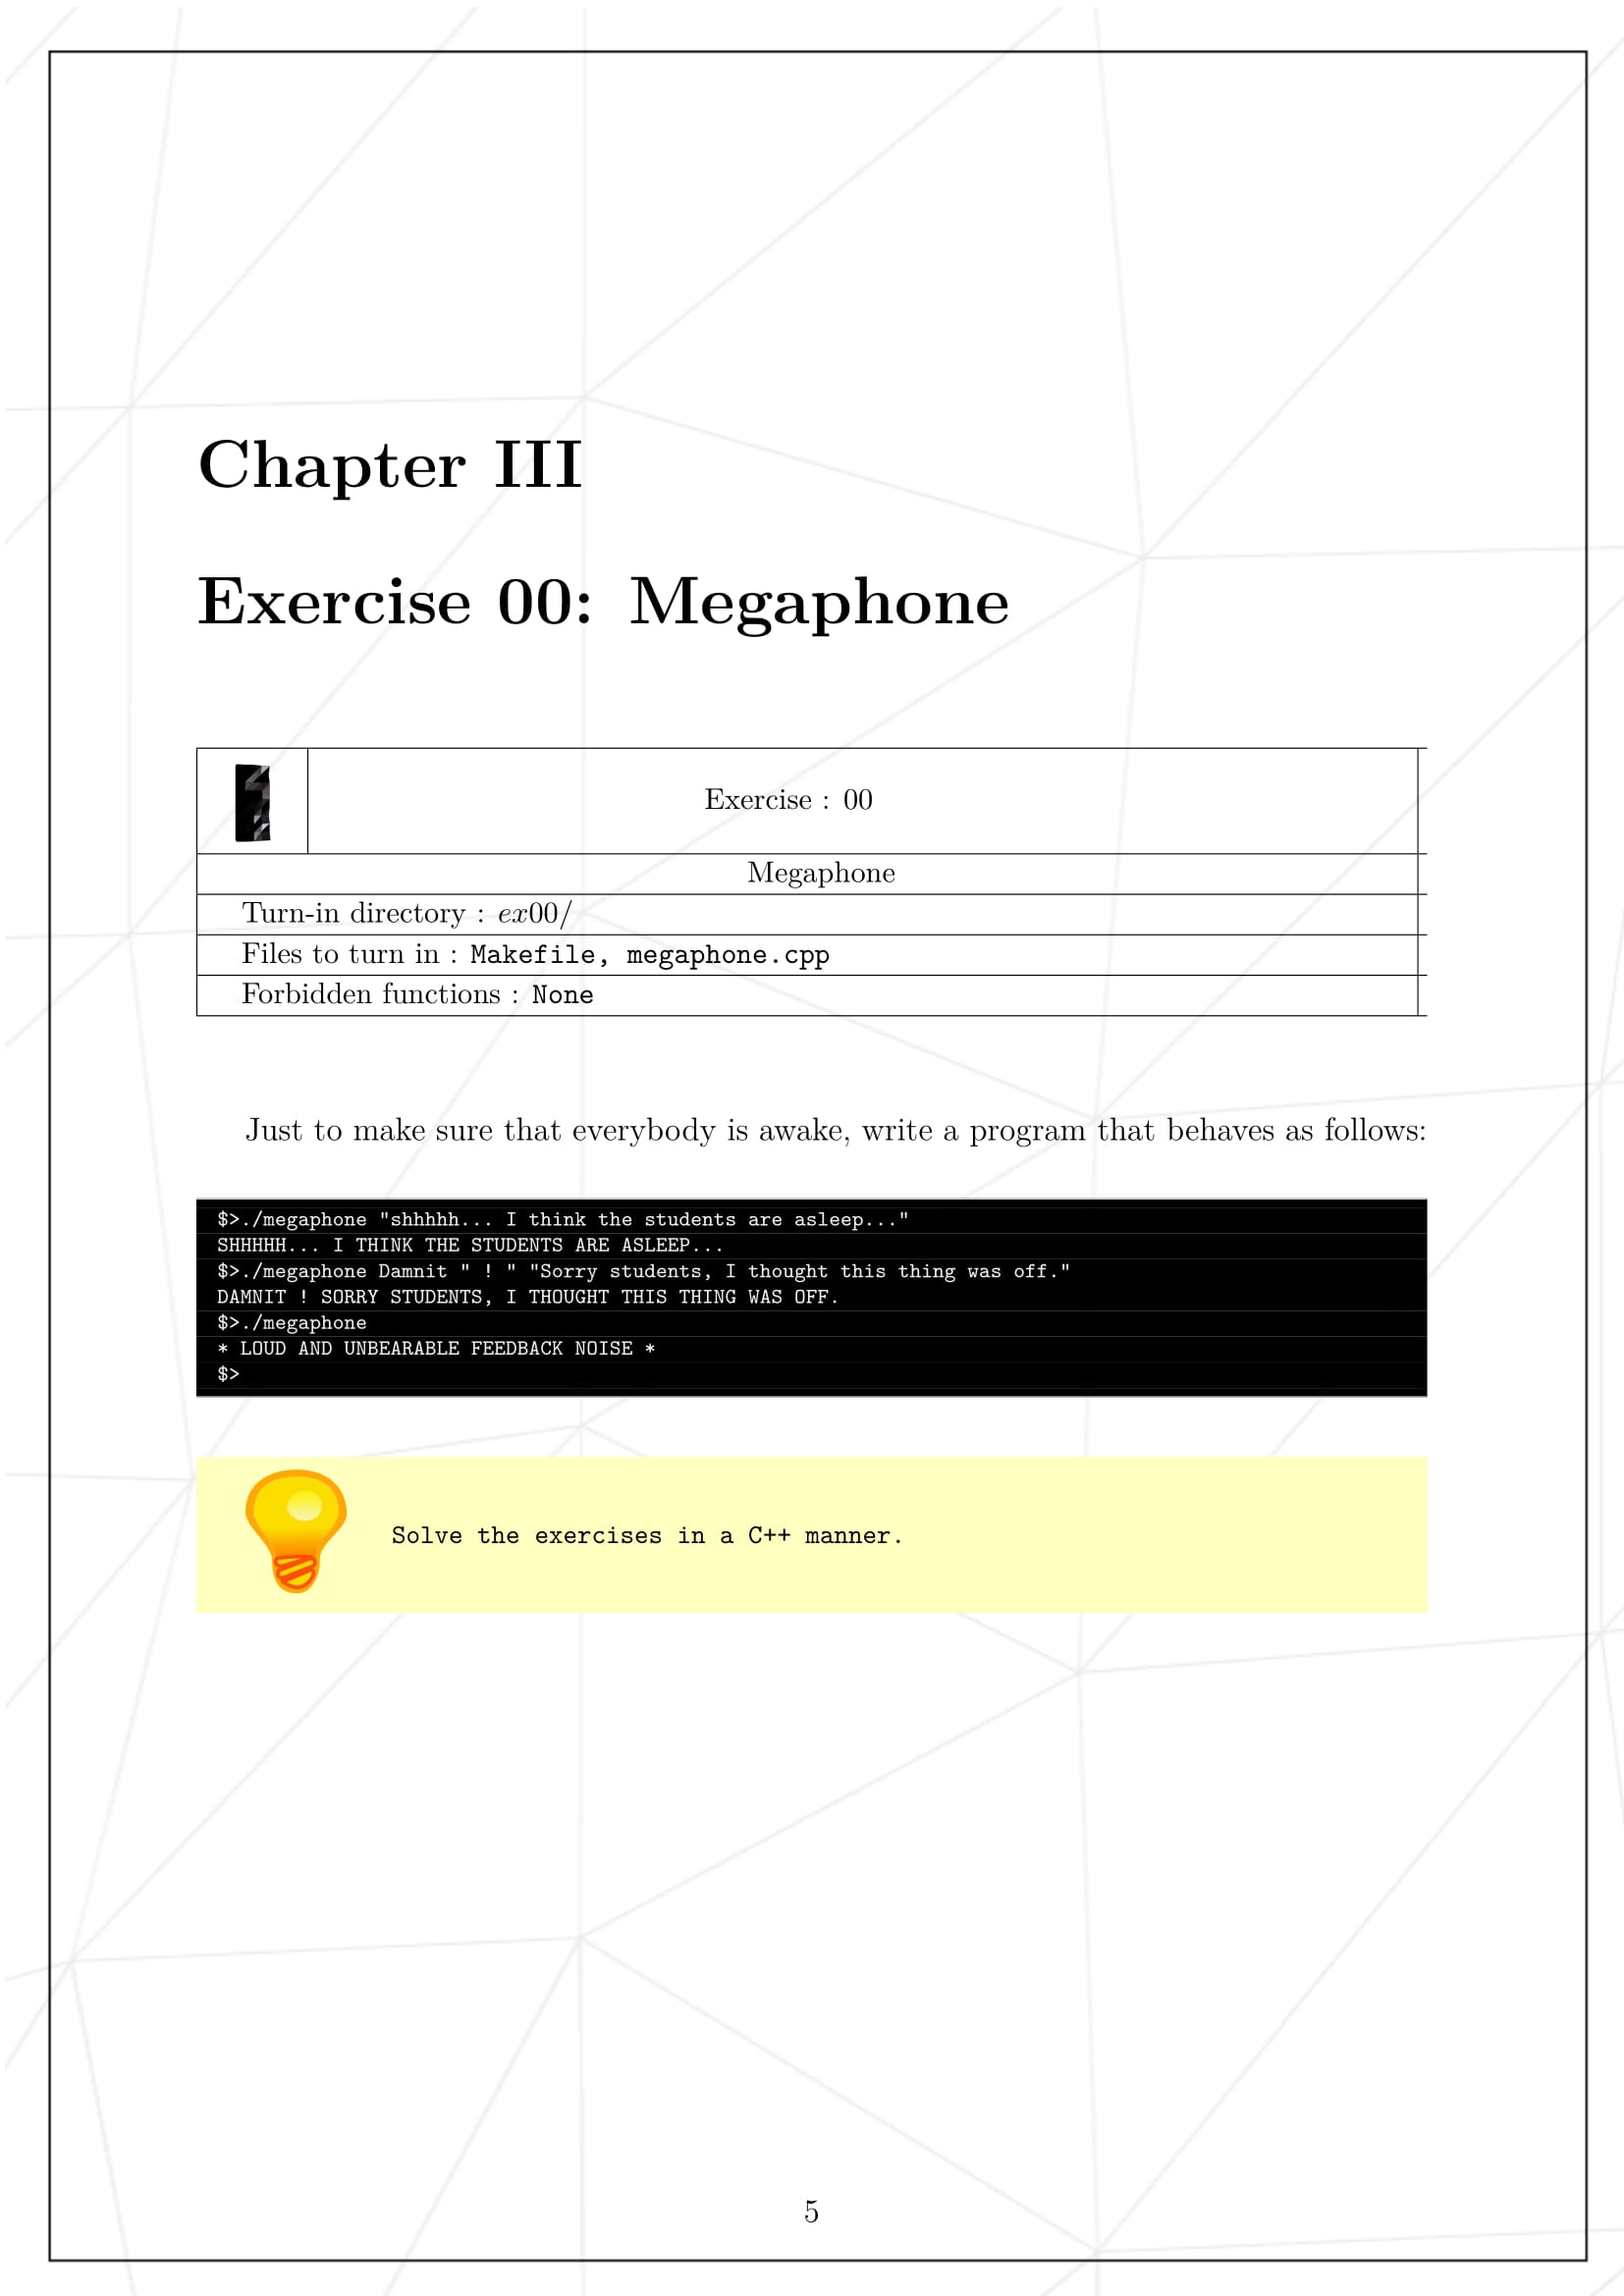 Chapter III
Exercise 00: Megaphone
Exercise : 00
Megaphone
Turn-in directory : ex00/
Files to turn in : Makefile, megaphone.cpp
Forbidden functions : None
Just to make sure that everybody is awake, write a program that behaves as follows:
$>./megaphone "shhhhh... I think the students are asleep..."
SHHHHH... I THINK THE STUDENTS ARE ASLEEP...
$>./megaphone Damnit " ! " "Sorry students, I thought this thing was off."
DAMNIT ! SORRY STUDENTS, I THOUGHT THIS THING WAS OFF.
$>./megaphone
* LOUD AND UNBEARABLE FEEDBACK NOISE *
$>
Solve the exercises in a C++ manner.
5